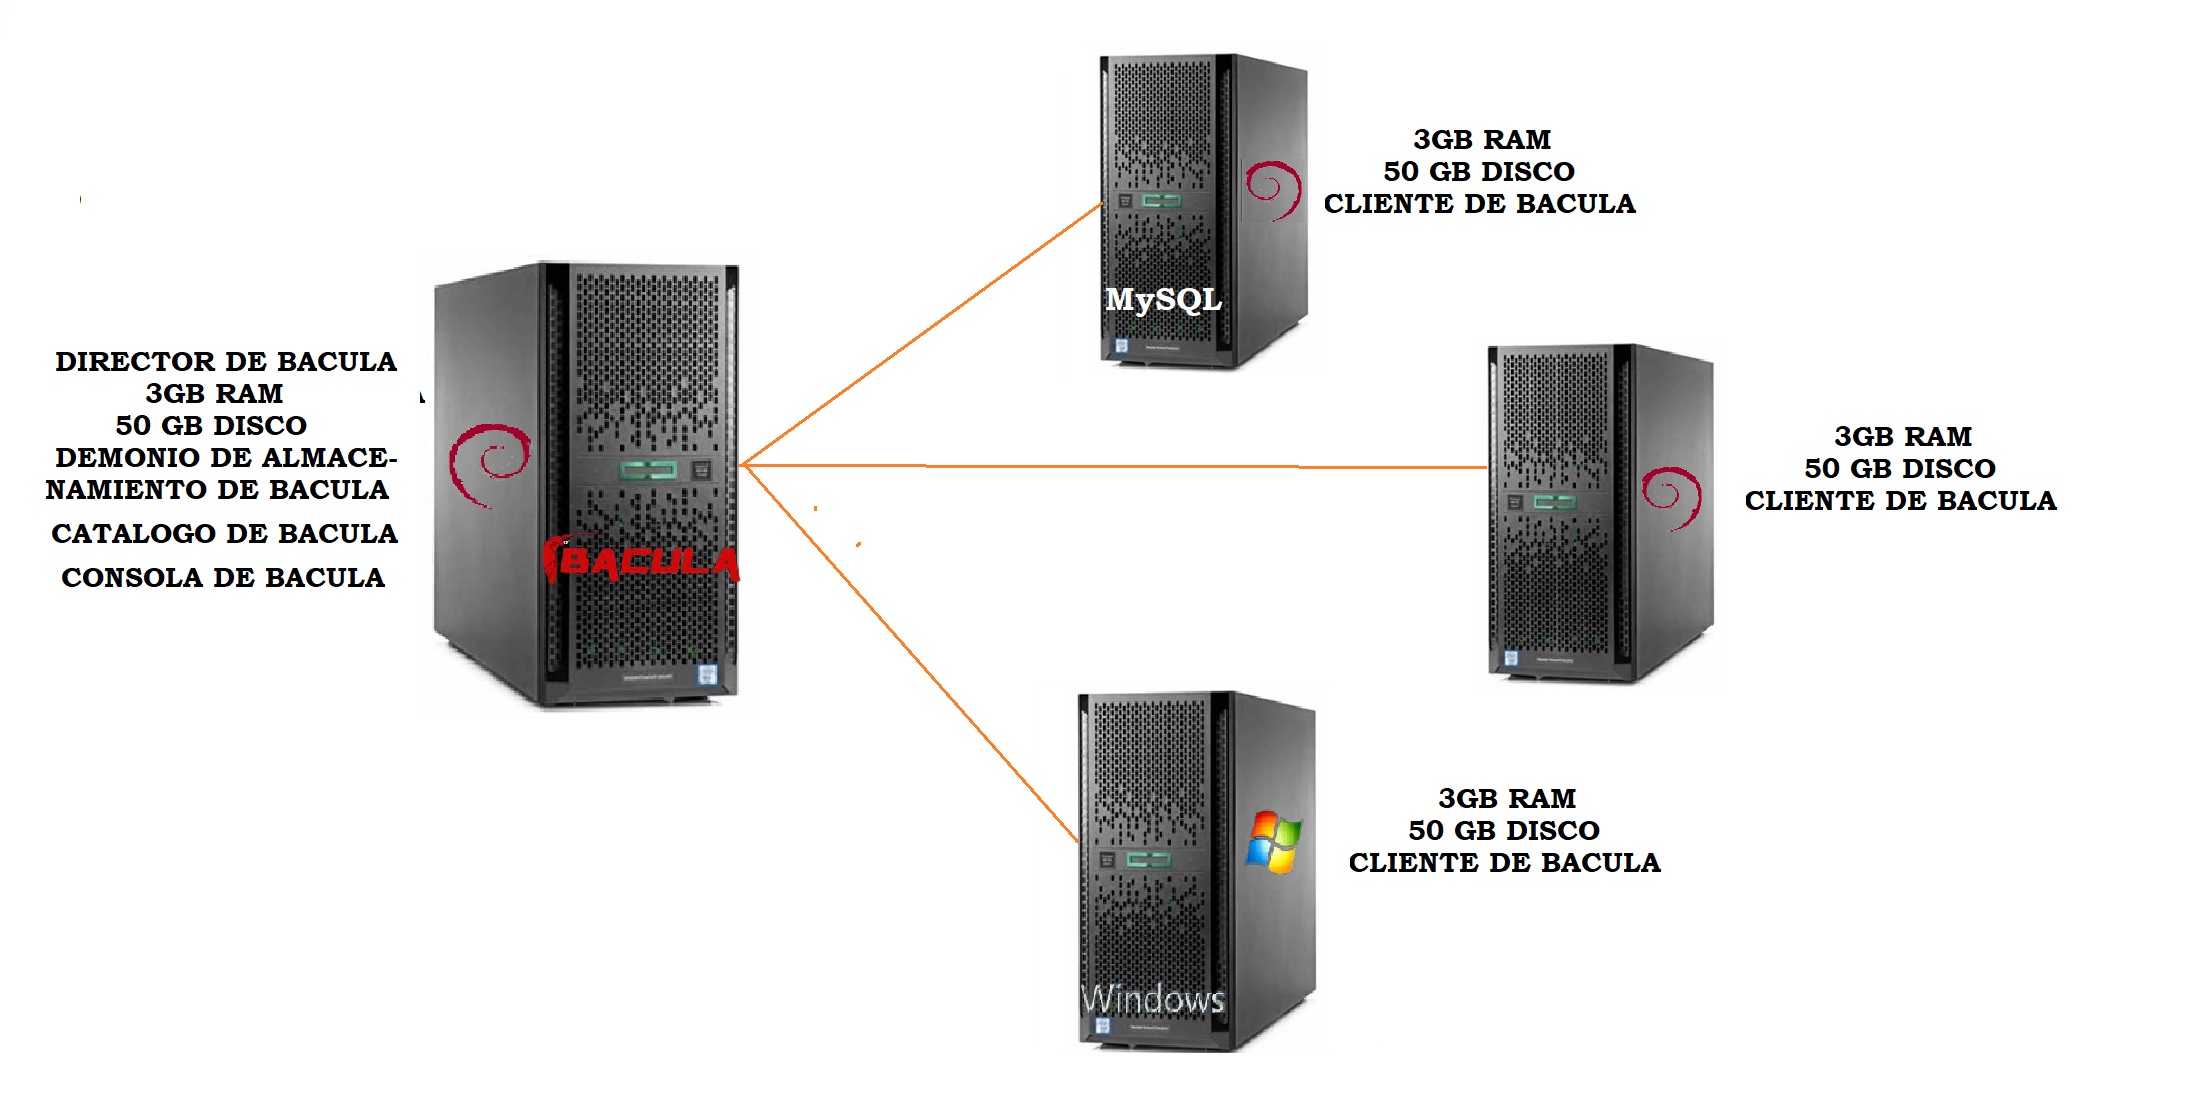 DIRECTOR DE BACULA
3GB RAM
50 GB DISCO
DEMONIO DE ALMACE-
NAMIENTO DE BACULA
CATALOGO DE BACULA
CONSOLA DE BACULA
BACULA
MySQL
3GB RAM
50 GB DISCO
CLIENTE DE BACULA
3GB RAM
50 GB DISCO
CLIENTE DE BACULA
Windows
3GB RAM
50 GB DISCO
CLIENTE DE BACULA